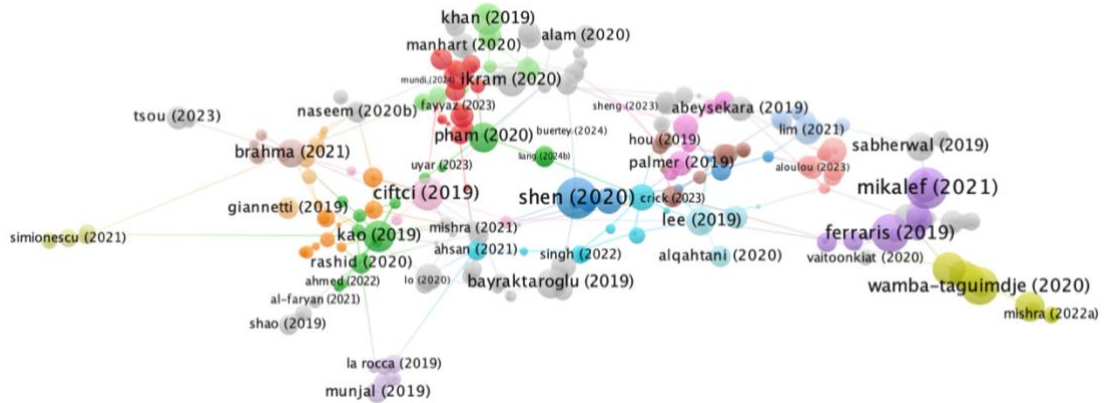 khan (2019)
alam (2020)
manhart (2020)
mundi (2024)
ikram (2020)
fayyaz (2023)
naseem (2020b)
tsou (2023)
sheng (2023)
abeysekara (2019)
pham (2020)
buertey (2024)
lim (2021)
hou (2019)
sabherwal (2019)
brahma (2021)
liang (2024b)
uyar (2023)
palmer (2019)
aloulou (2023)
mikalef (2021)
ciftci (2019)
shen (2020)
crick (2023)
giannetti (2019)
lee (2019)
simionescu (2021)
kao (2019)
mishra (2021)
ferraris (2019)
ahsan (2021)
singh (2022)
alqahtani (2020)
vaitoonkiat (2020)
rashid (2020)
ahmed (2022)
lo (2020)
bayraktaroglu (2019)
wamba-taguimdje (2020)
al-faryan (2021)
mishra (2022a)
shao (2019)
la rocca (2019)
munjal (2019)